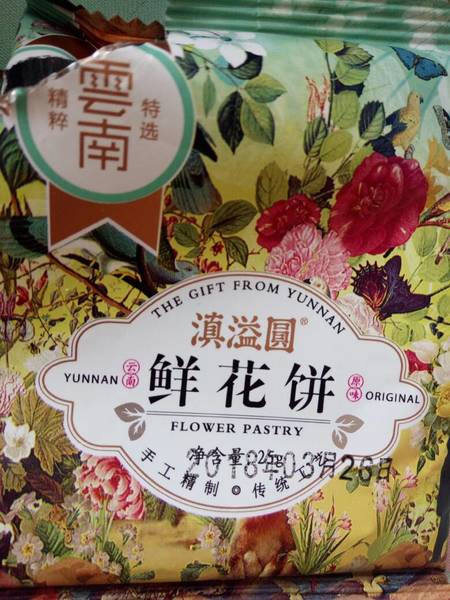 雲南
精粹
特选
THE GIFT FROM YUNNAN
滇溢圓®
YUNNAN 云南 鲜花饼 原味 ORIGINAL
FLOWER PASTRY
净含量:25g
2018年03月26日
手工精制 传统